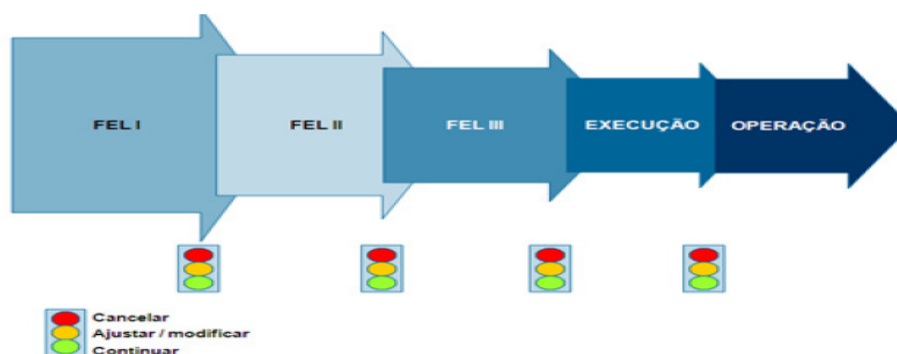 FEL I
FEL II
FEL III
EXECUÇÃO
OPERAÇÃO
Cancelar
Ajustar / modificar
Continuar